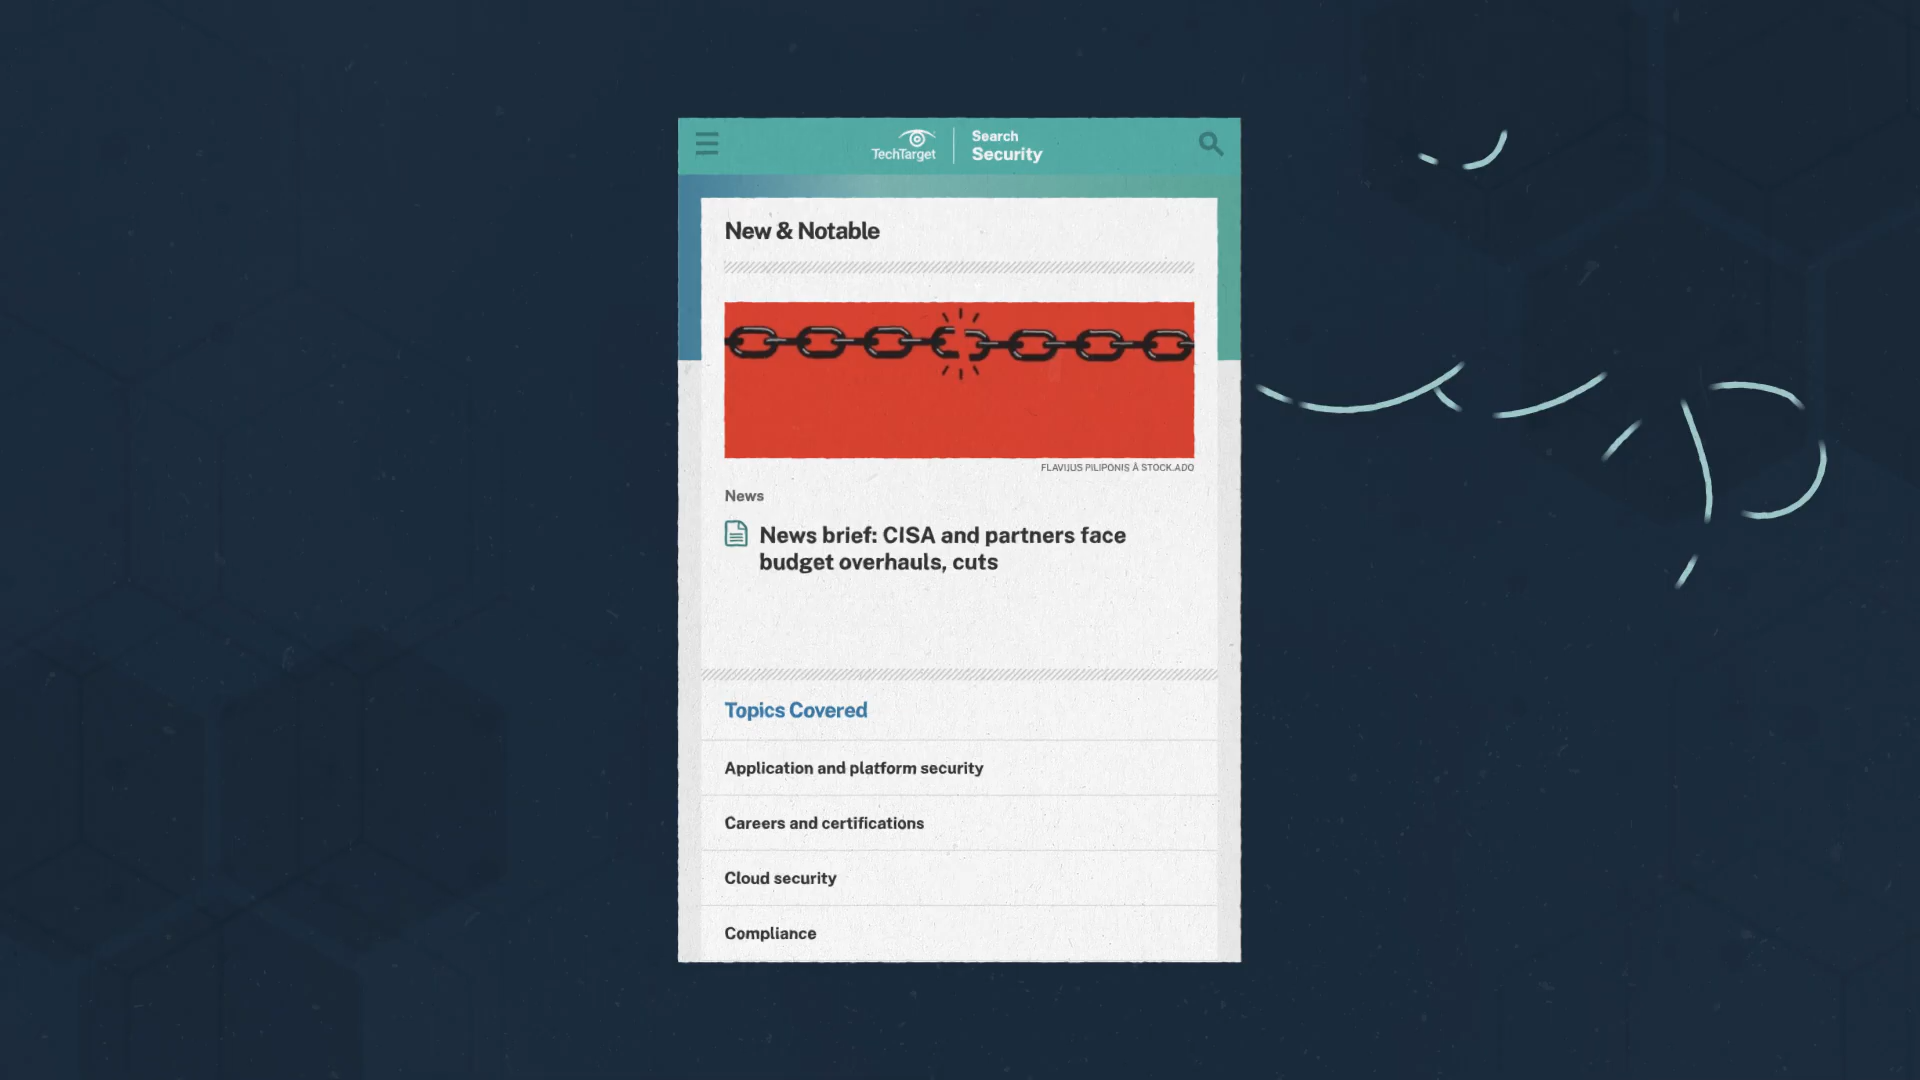 TechTarget
Search
Security
New & Notable
FLAVIJUS PILIPONIS Â STOCK.ADO
News
News brief: CISA and partners face
budget overhauls, cuts
Topics Covered
Application and platform security
Careers and certifications
Cloud security
Compliance